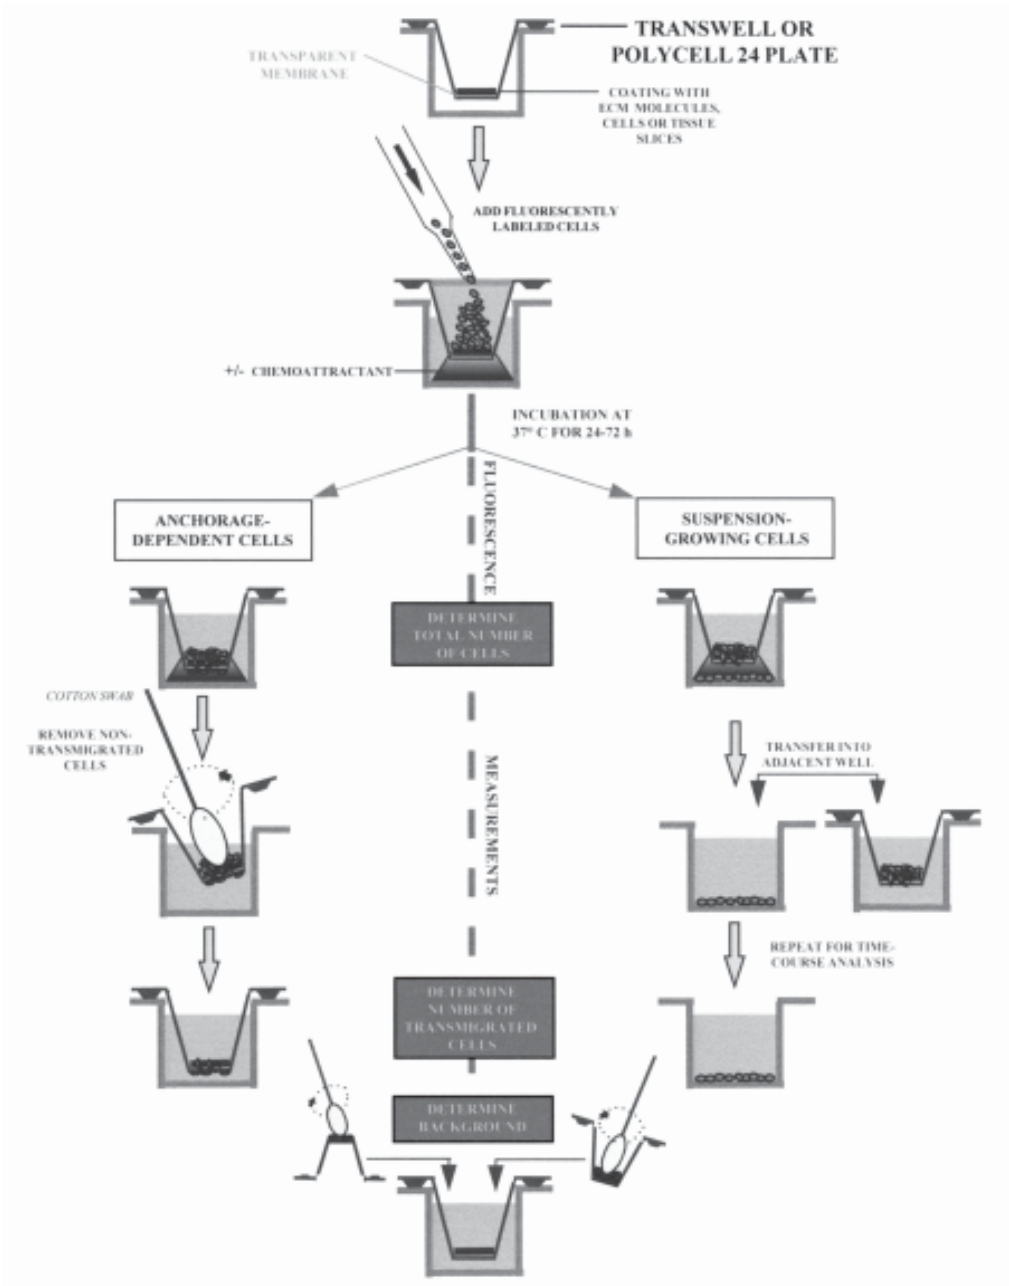 TRANSWELL OR
POLYCELL 24 PLATE
TRANSPARENT
MEMBRANE
COATING WITH
ECM MOLECULES,
CELLS OR TISSUE
SLICES
ADD FLUORESCENTLY
LABELED CELLS
+/- CHEMOATTRACTANT
INCUBATION AT
37° C FOR 24-72 h
FLUORESCENCE
ANCHORAGE-
DEPENDENT CELLS
SUSPENSION-
GROWING CELLS
DETERMINE
TOTAL NUMBER
OF CELLS
COTTON SWAB
REMOVE NON-
TRANSMIGRATED
CELLS
TRANSFER INTO
ADJACENT WELL
MEASUREMENTS
REPEAT FOR TIME-
COURSE ANALYSIS
DETERMINE
NUMBER OF
TRANSMIGRATED
CELLS
DETERMINE
BACKGROUND